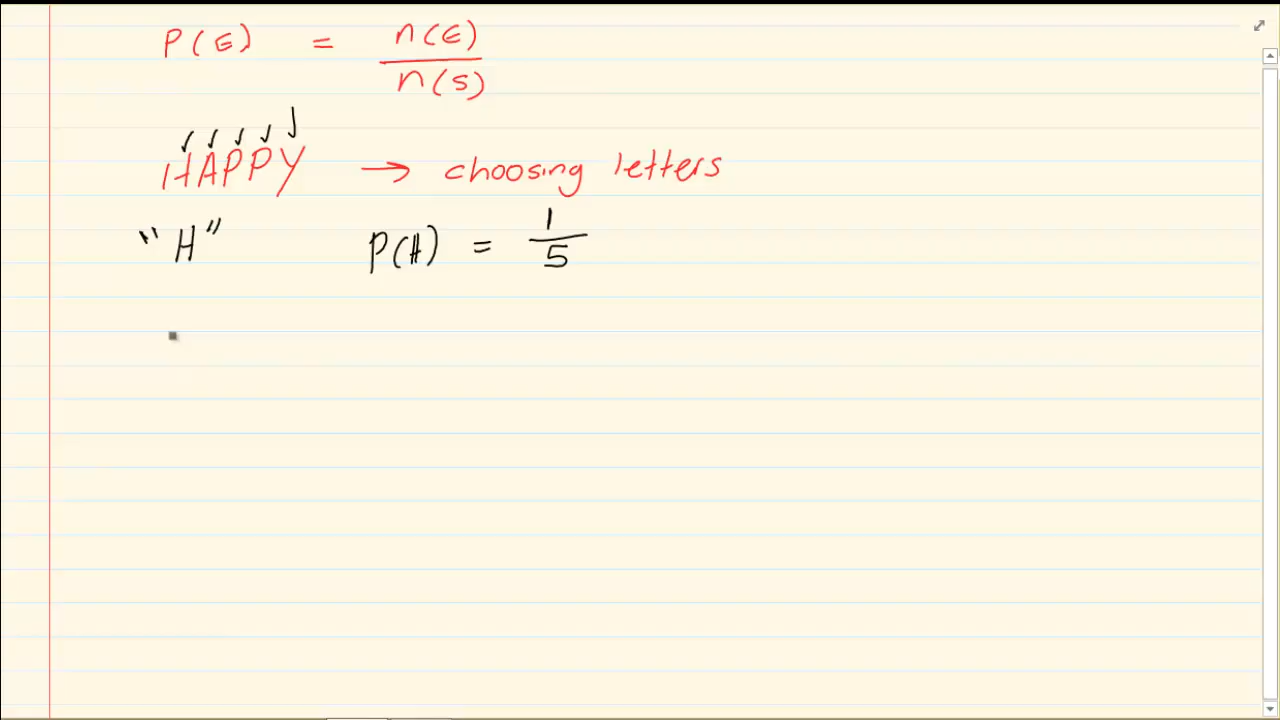 P(E) = n(E)/n(S)
HAPPY → choosing letters
"H" P(H) = 1/5